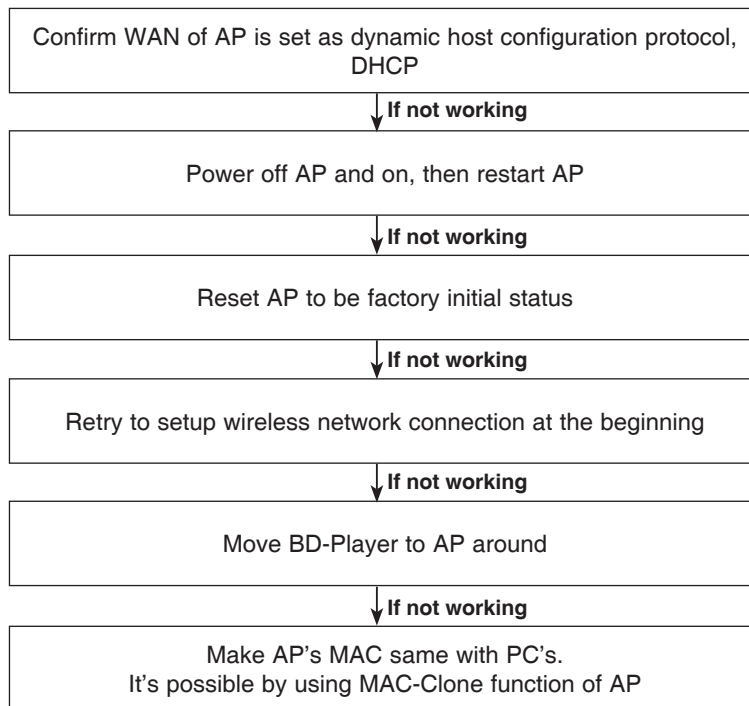 Confirm WAN of AP is set as dynamic host configuration protocol,
DHCP
If not working
Power off AP and on, then restart AP
If not working
Reset AP to be factory initial status
If not working
Retry to setup wireless network connection at the beginning
If not working
Move BD-Player to AP around
If not working
Make AP's MAC same with PC's.
It's possible by using MAC-Clone function of AP